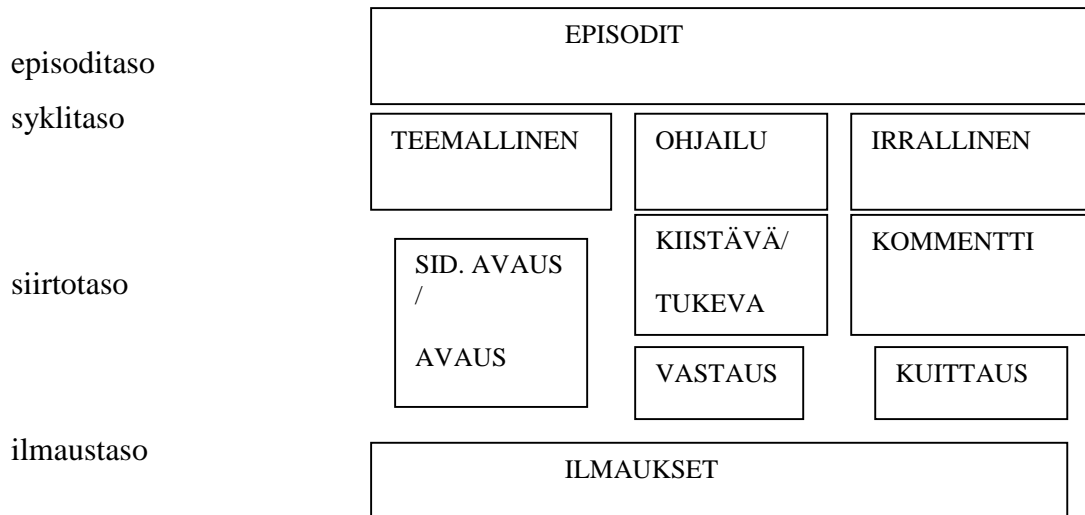 EPISODIT
episoditaso
syklitaso
TEEMALLINEN
OHJAILU
IRRALLINEN
siirtotaso
SID. AVAUS
/
AVAUS
KIISTÄVÄ/
TUKEVA
KOMMENTTI
VASTAUS
KUITTAUS
ilmaustaso
ILMAUKSET